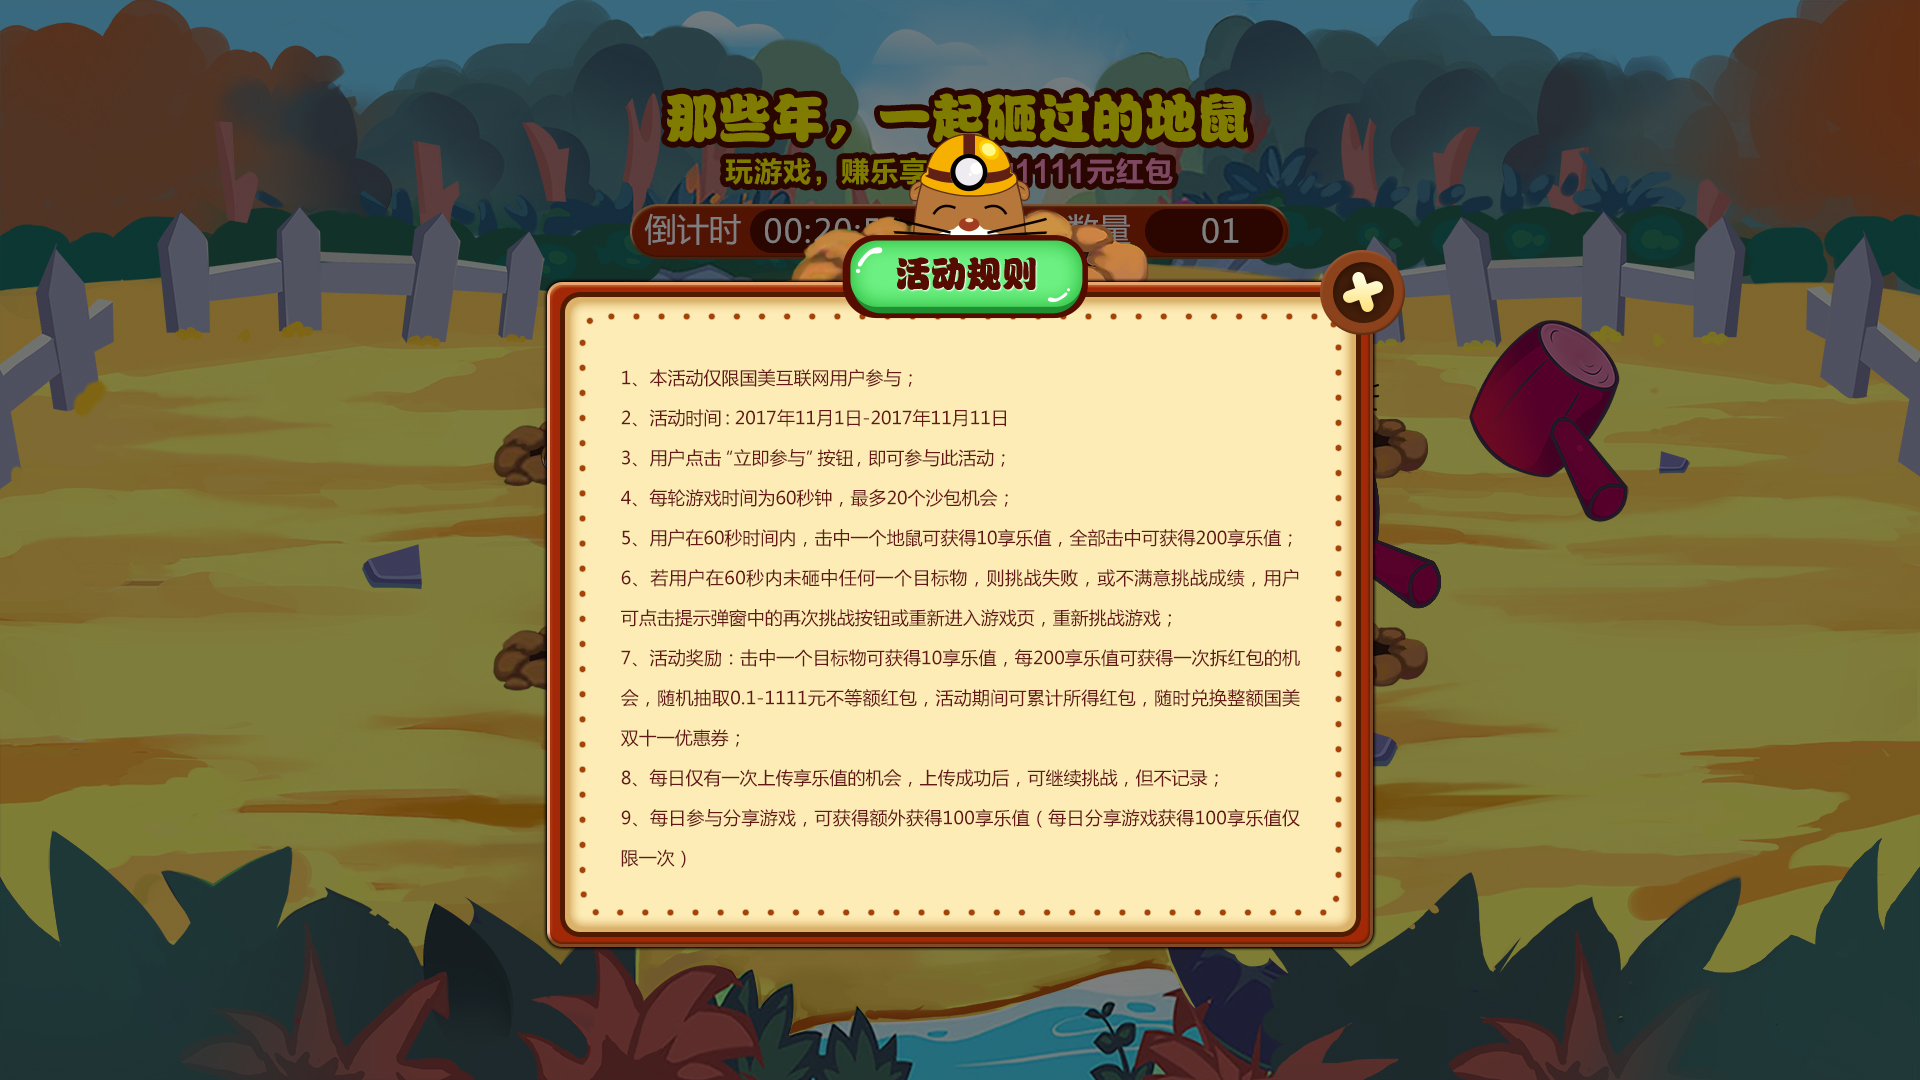 那些年，一起砸过的地鼠
玩游戏，赚乐享1111元红包
倒计时 00:20: 数量 01
活动规则
1、本活动仅限国美互联网用户参与；
2、活动时间：2017年11月1日-2017年11月11日
3、用户点击“立即参与”按钮，即可参与此活动；
4、每轮游戏时间为60秒钟，最多20个沙包机会；
5、用户在60秒时间内，击中一个地鼠可获得10享乐值，全部击中可获得200享乐值；
6、若用户在60秒内未砸中任何一个目标物，则挑战失败，或不满意挑战成绩，用户
可点击提示弹窗中的再次挑战按钮或重新进入游戏页，重新挑战游戏；
7、活动奖励：击中一个目标物可获得10享乐值，每200享乐值可获得一次拆红包的机
会，随机抽取0.1-1111元不等额红包，活动期间可累计所得红包，随时兑换整额国美
双十一优惠券；
8、每日仅有一次上传享乐值的机会，上传成功后，可继续挑战，但不记录；
9、每日参与分享游戏，可获得额外获得100享乐值（每日分享游戏获得100享乐值仅
限一次）